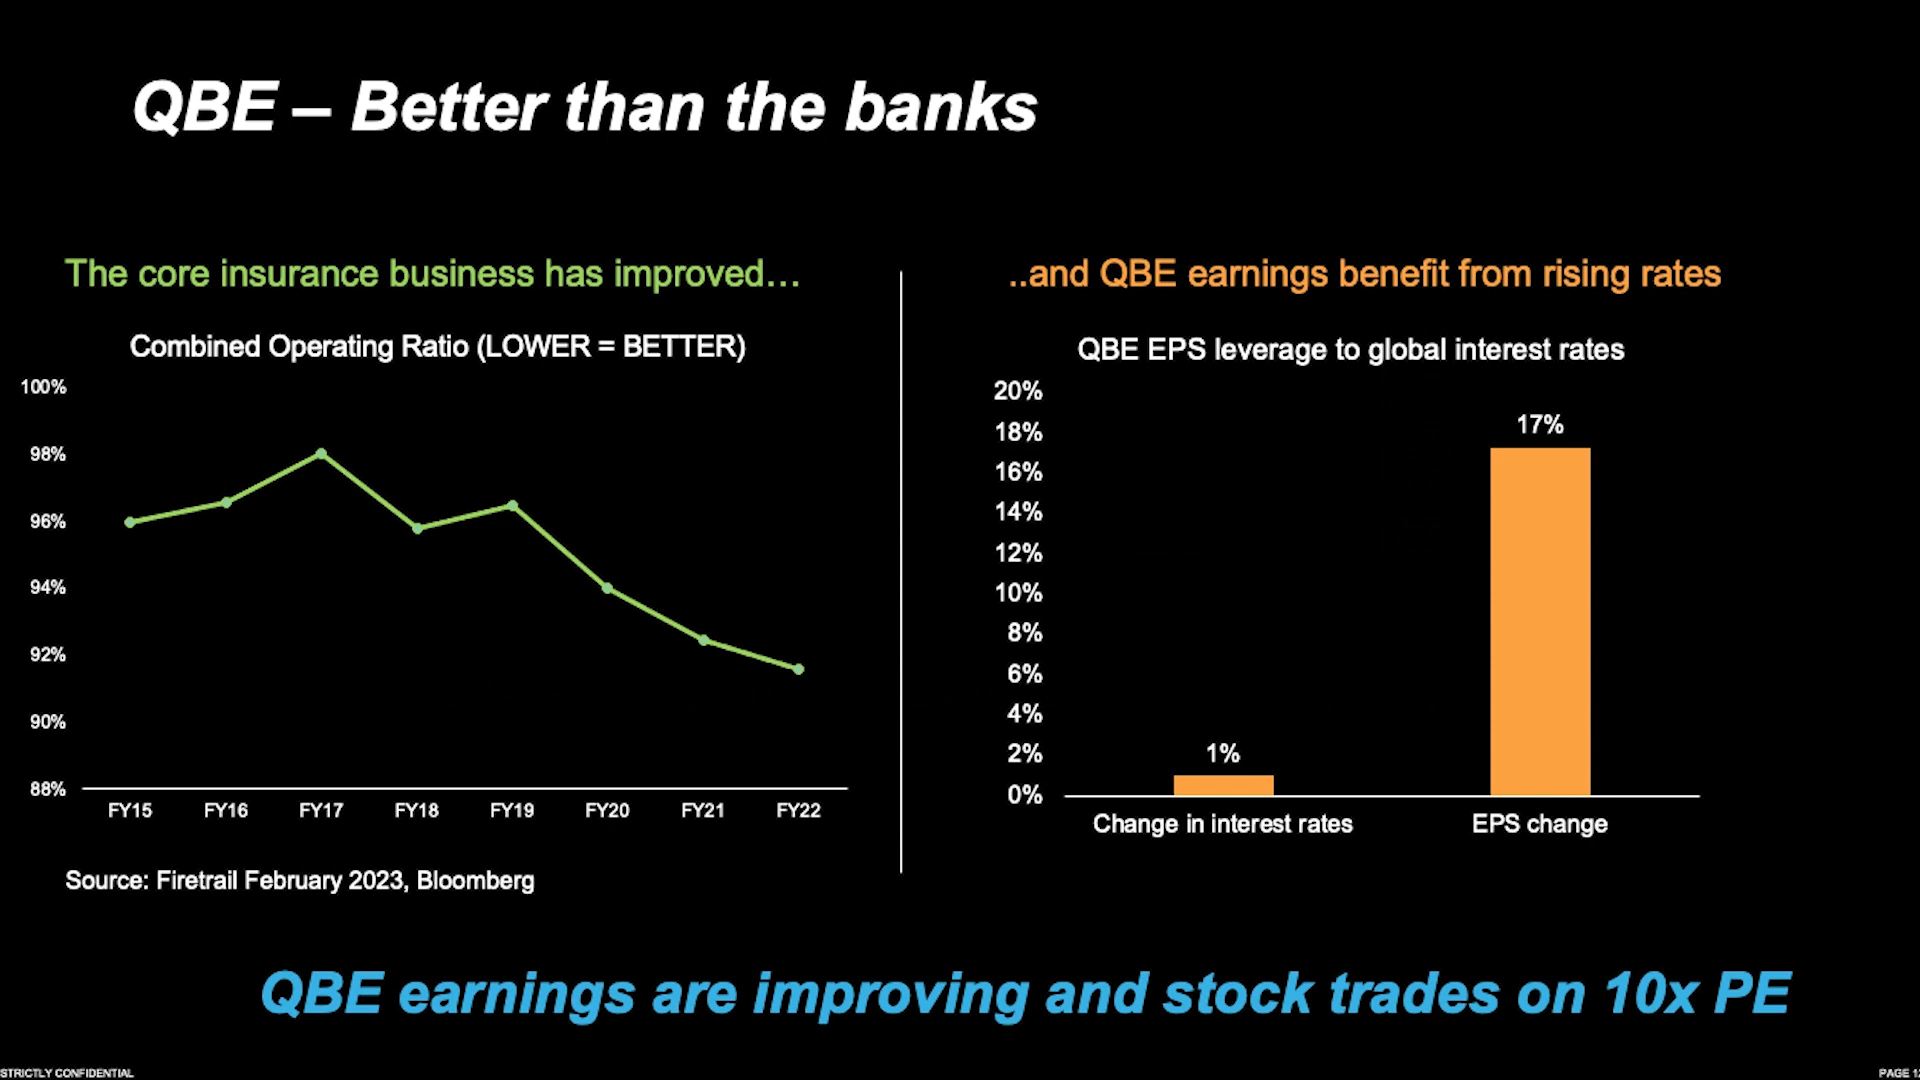 QBE – Better than the banks
The core insurance business has improved…
Combined Operating Ratio (LOWER = BETTER)
100%
98%
96%
94%
92%
90%
88%
FY15 FY16 FY17 FY18 FY19 FY20 FY21 FY22
Source: Firetrail February 2023, Bloomberg
..and QBE earnings benefit from rising rates
QBE EPS leverage to global interest rates
20%
18%
16%
14%
12%
10%
8%
6%
4%
2%
0%
1%
17%
Change in interest rates EPS change
QBE earnings are improving and stock trades on 10x PE
STRICTLY CONFIDENTIAL
PAGE